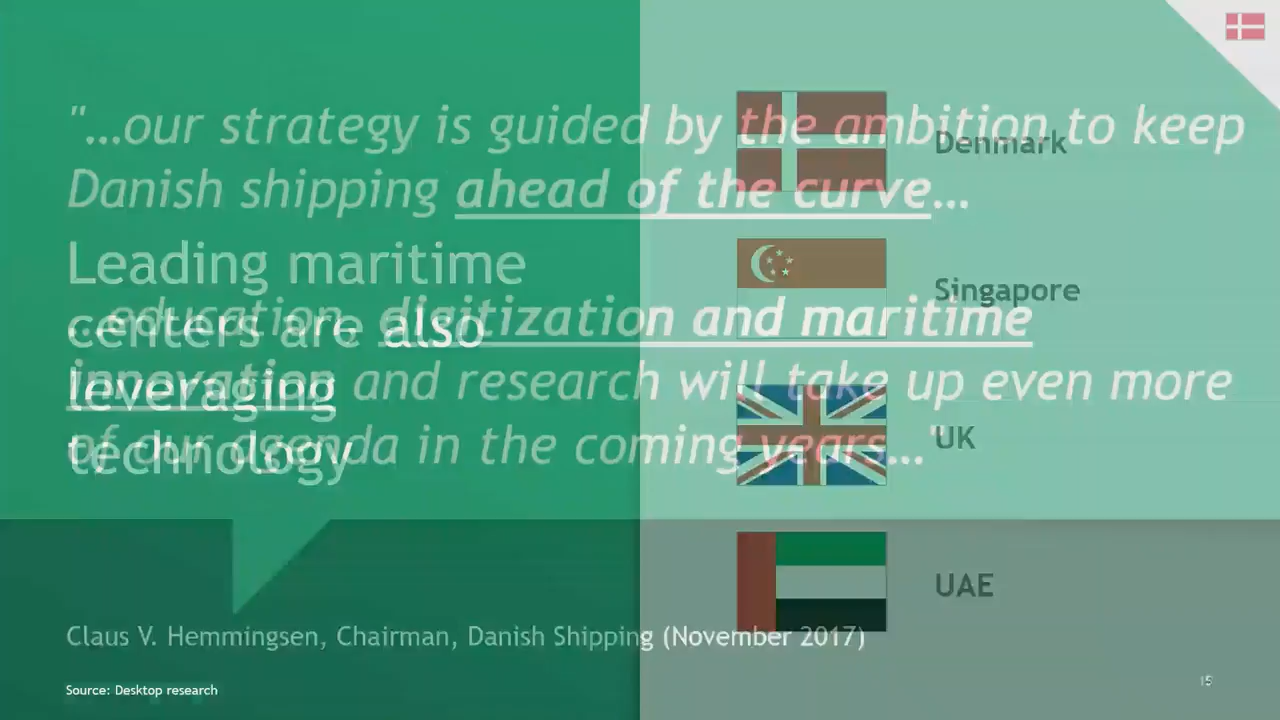 "…our strategy is guided by the ambition to keep
Danish shipping ahead of the curve…
…education, digitization and maritime
innovation and research will take up even more
of our agenda in the coming years…"
Claus V. Hemmingsen, Chairman, Danish Shipping (November 2017)
Leading maritime
centers are also
leveraging
technology
Denmark
Singapore
UK
UAE
Source: Desktop research
15